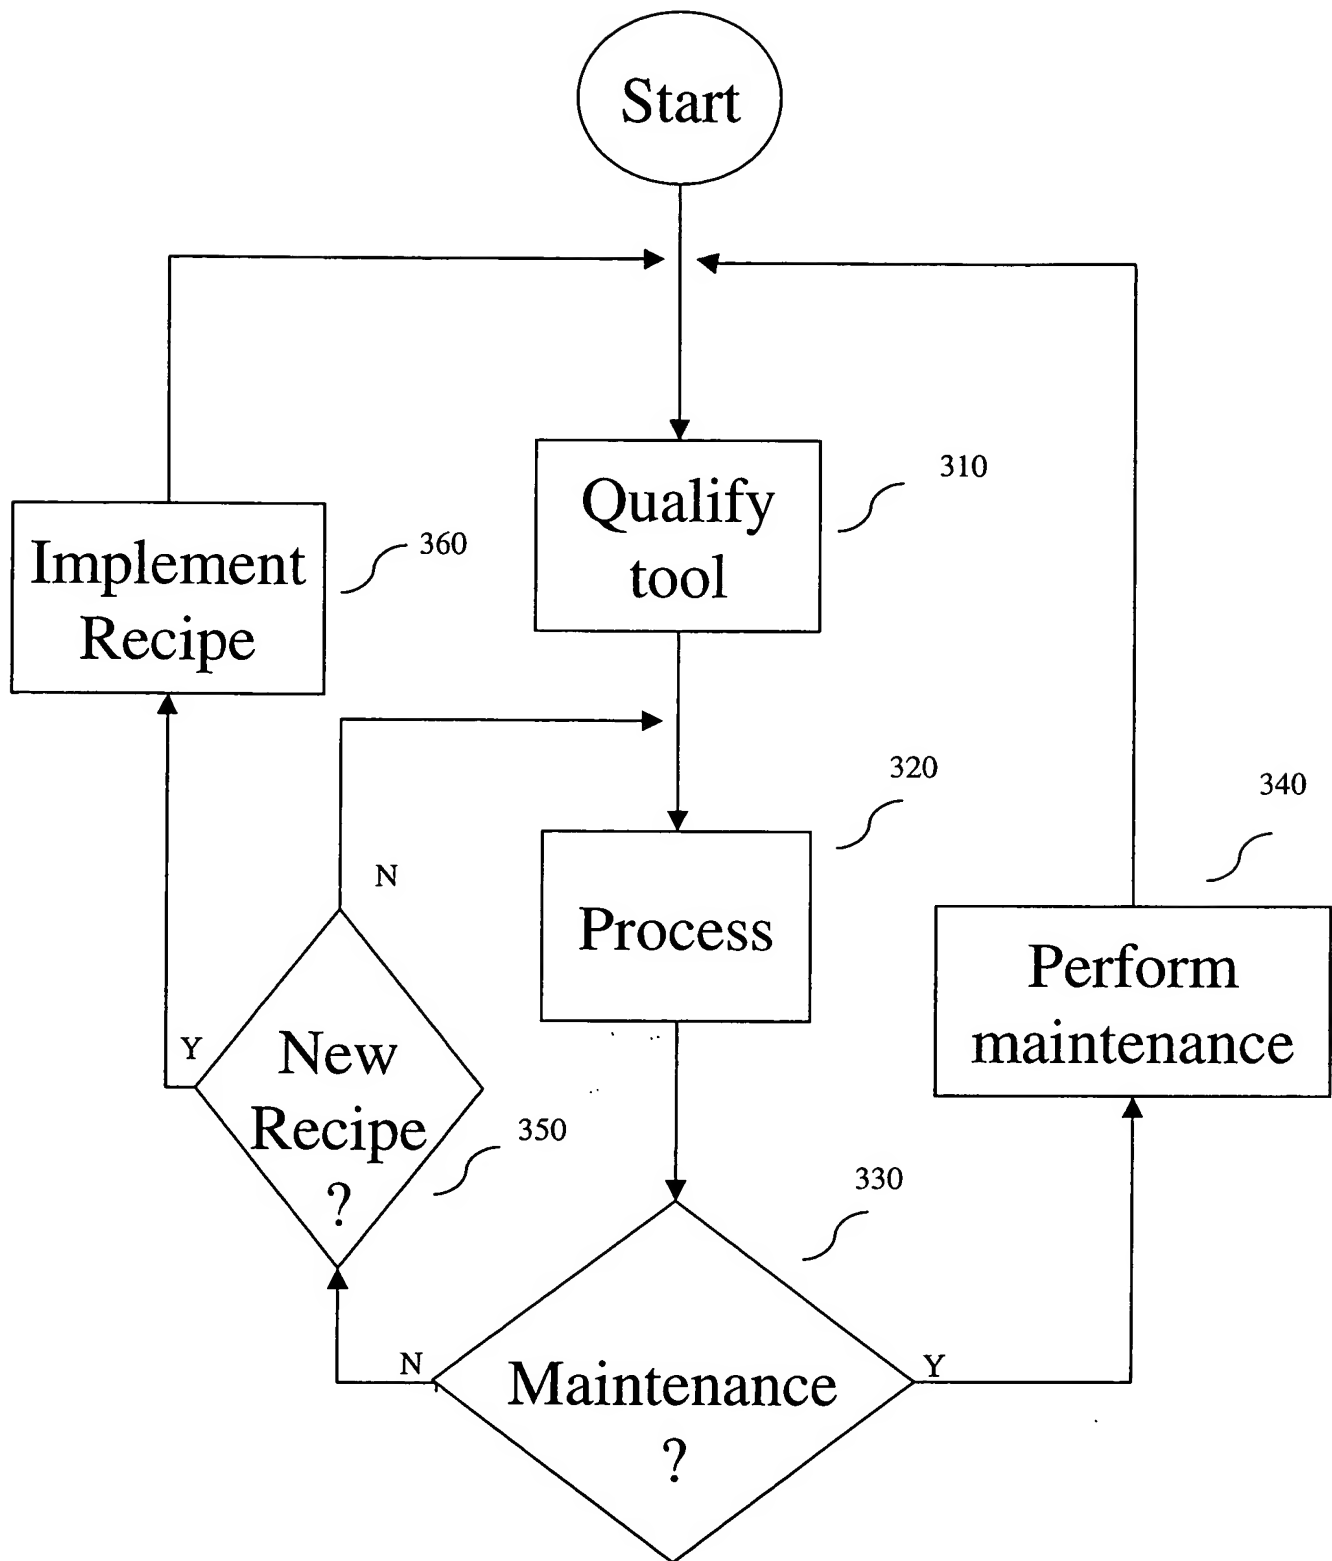 Start
Qualify
tool
310
Implement
Recipe
360
320
340
N
Process
Perform
maintenance
Y
New
Recipe
?
350
330
N
Maintenance
?
Y